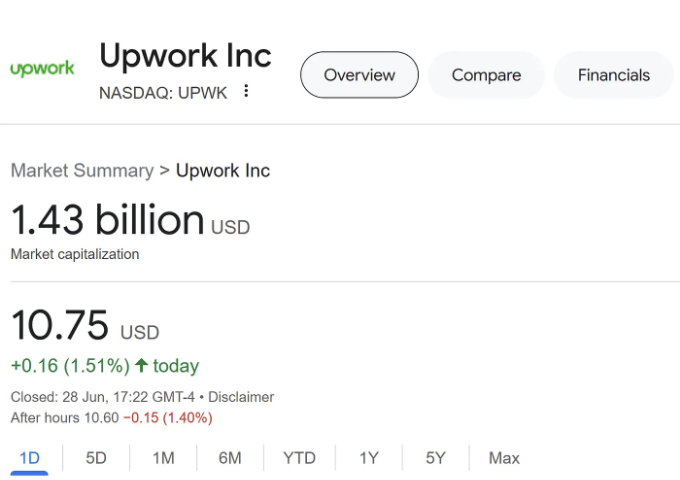 upwork
Upwork Inc
NASDAQ: UPWK
Overview
Compare
Financials
Market Summary > Upwork Inc
1.43 billion USD
Market capitalization
10.75 USD
+0.16 (1.51%) ↑ today
Closed: 28 Jun, 17:22 GMT-4 • Disclaimer
After hours 10.60 −0.15 (1.40%)
1D 5D 1M 6M YTD 1Y 5Y Max